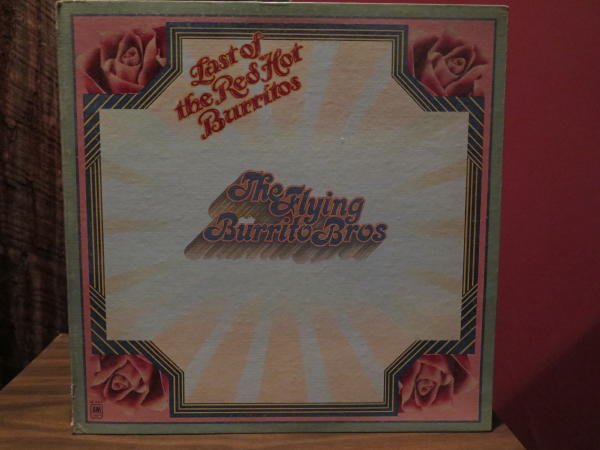 Last of
the Red Hot
Burritos
The Flying
Burrito Bros
A&M